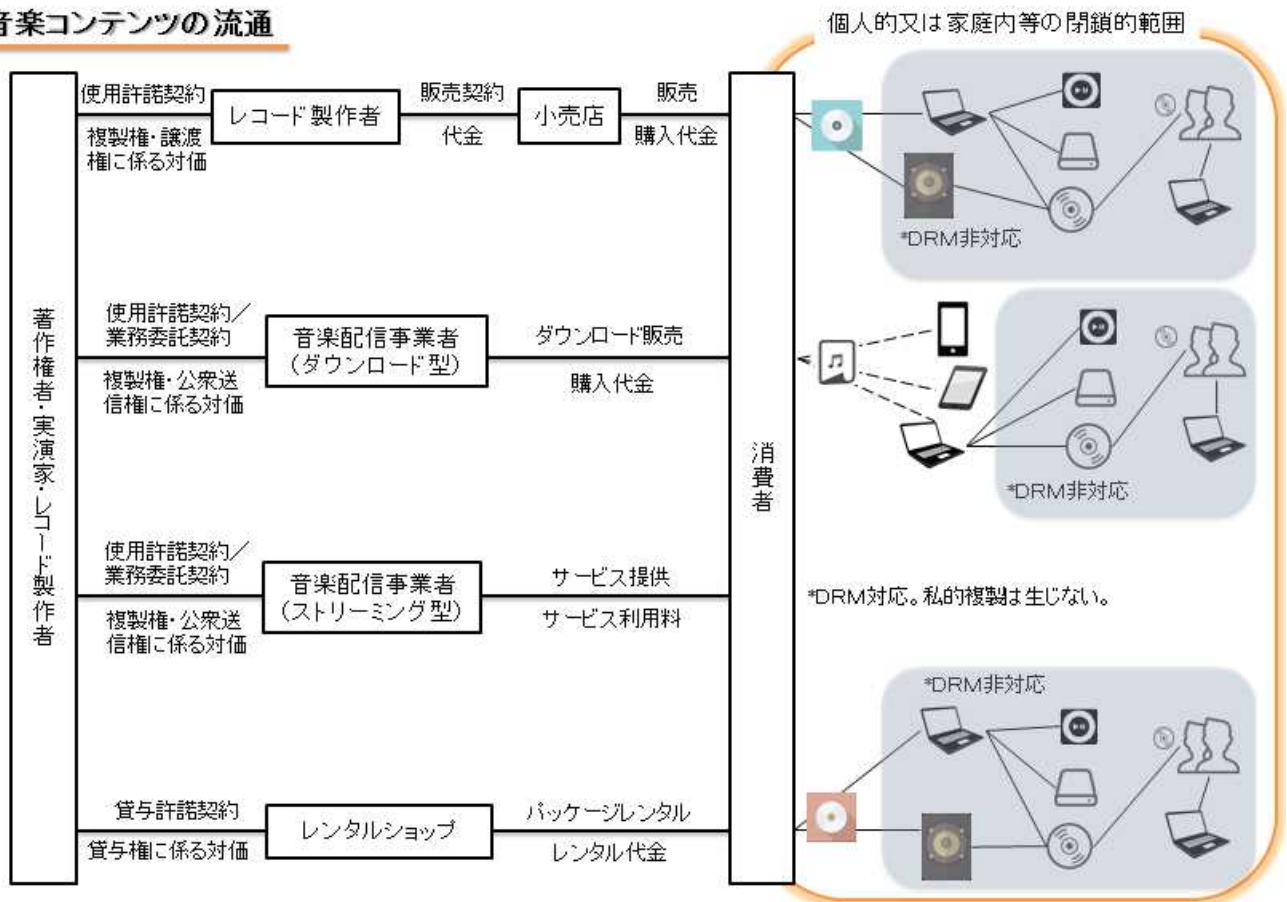 音楽コンテンツの流通
個人的又は家庭内等の閉鎖的範囲
著作権者・実演家・レコード製作者
使用許諾契約
複製権・譲渡
権に係る対価
レコード製作者
販売契約
代金
小売店
販売
購入代金
消費者
*DRM非対応
使用許諾契約／
業務委託契約
複製権・公衆送
信権に係る対価
音楽配信事業者
(ダウンロード型)
ダウンロード販売
購入代金
*DRM非対応
使用許諾契約／
業務委託契約
複製権・公衆送
信権に係る対価
音楽配信事業者
(ストリーミング型)
サービス提供
サービス利用料
*DRM対応。私的複製は生じない。
貸与許諾契約
貸与権に係る対価
レンタルショップ
パッケージレンタル
レンタル代金
*DRM非対応